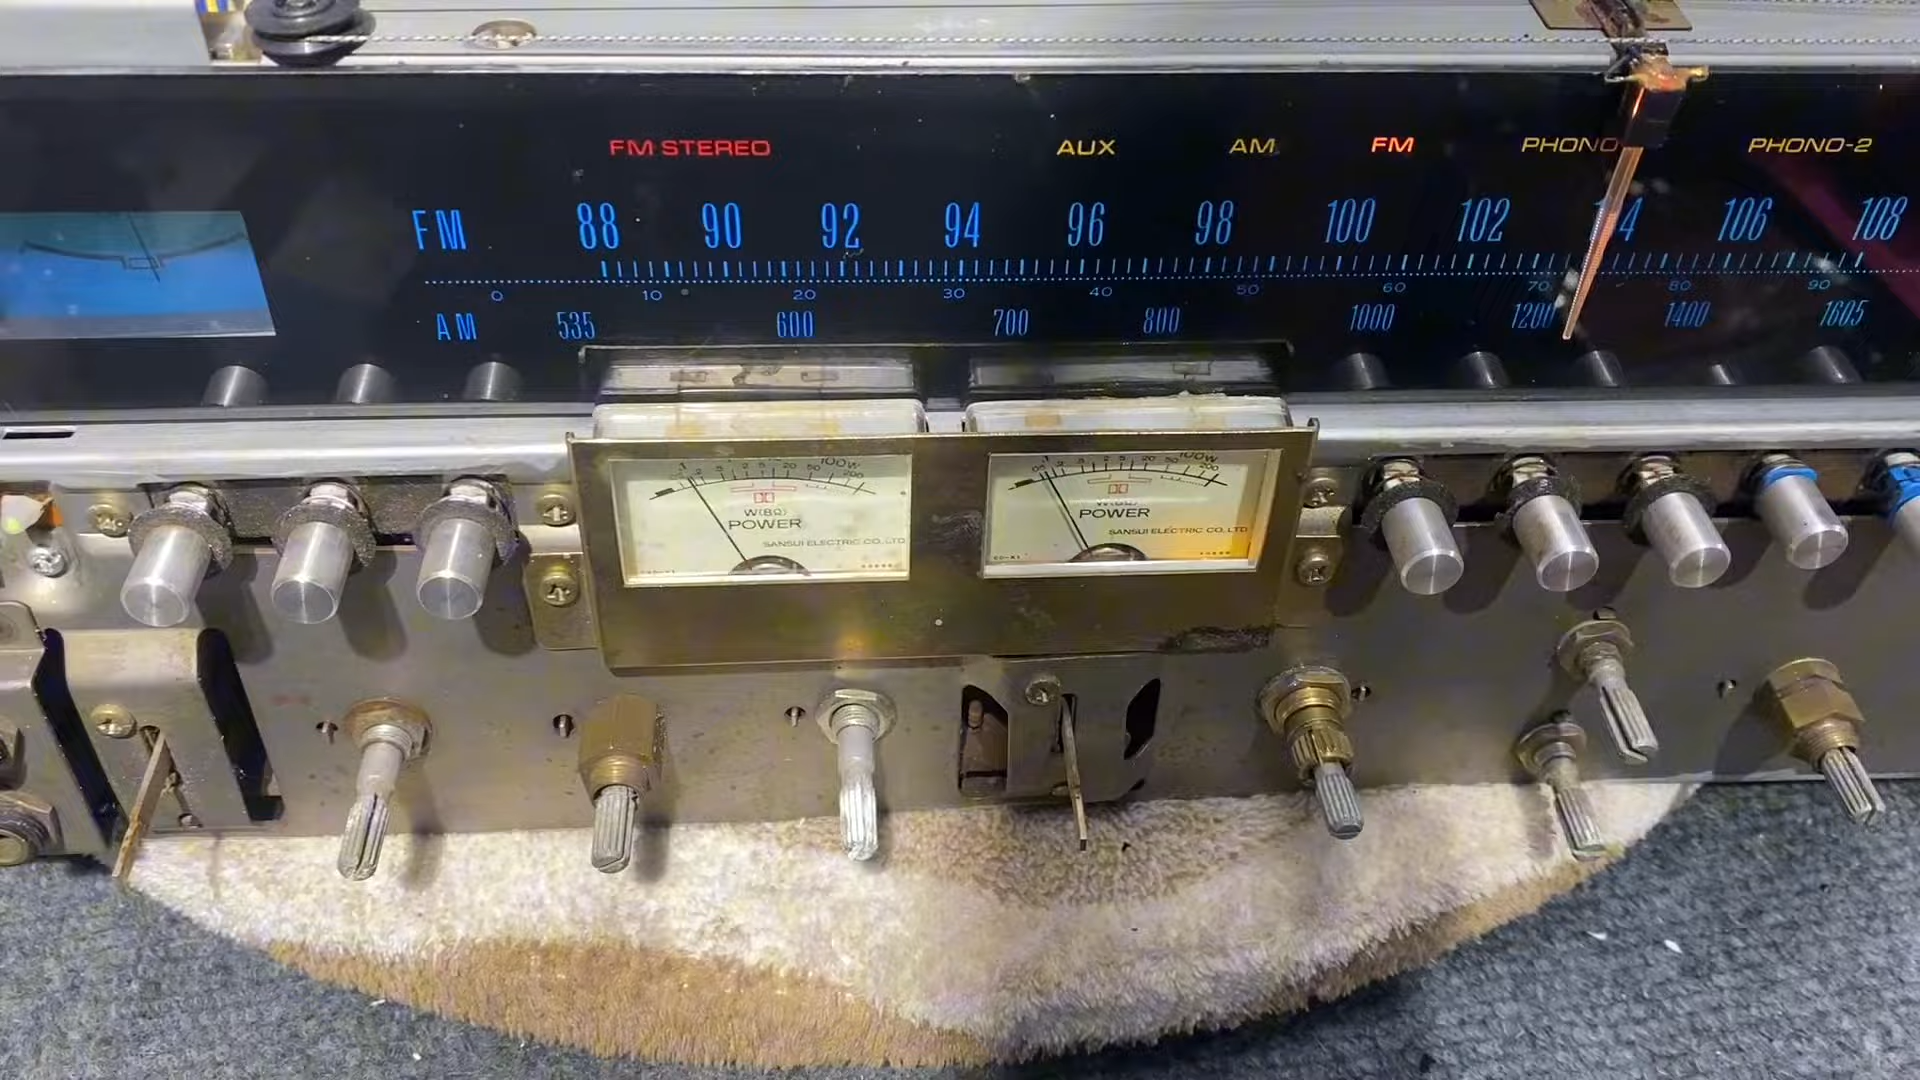 FM STEREO AUX AM FM PHONO PHONO-2
FM 88 90 92 94 96 98 100 102 106 108
0 10 20 30 40 50 60 70 80 90
AM 535 600 700 800 1000 1200 1400 1605
100W
W(8Ω)
POWER
SANSUI ELECTRIC CO., LTD
100W
POWER
SANSUI ELECTRIC CO., LTD